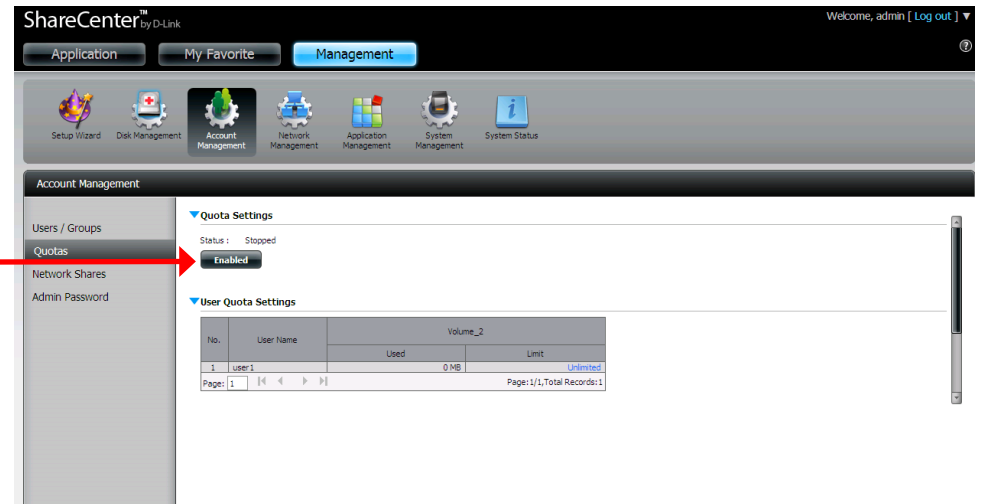 ShareCenter™ by D-Link
Welcome, admin [ Log out ] ▼
Application My Favorite Management
?
Setup Wizard Disk Management Account Management Network Management Application Management System Management System Status
Account Management
Users / Groups
Quotas
Network Shares
Admin Password
Quota Settings
Status : Stopped
Enabled
User Quota Settings
No. User Name Volume_2
Used Limit
1 user1 0 MB Unlimited
Page: 1 Page:1/1,Total Records:1